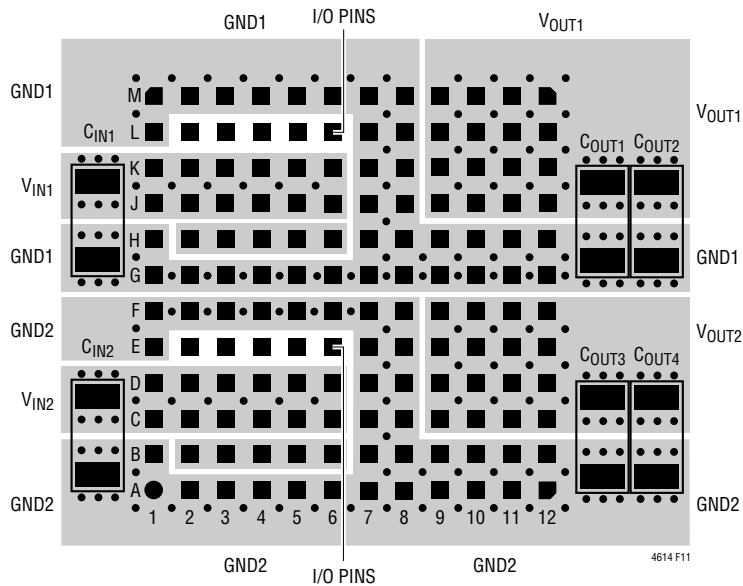 GND1
I/O PINS
VOUT1
GND1
M
CIN1
L
VOUT1
COUT1
COUT2
K
VIN1
J
GND1
H
GND1
G
F
GND2
CIN2
E
VOUT2
COUT3
COUT4
D
VIN2
C
B
GND2
A
GND2
1 2 3 4 5 6 7 8 9 10 11 12
GND2
I/O PINS
GND2
4614 F11